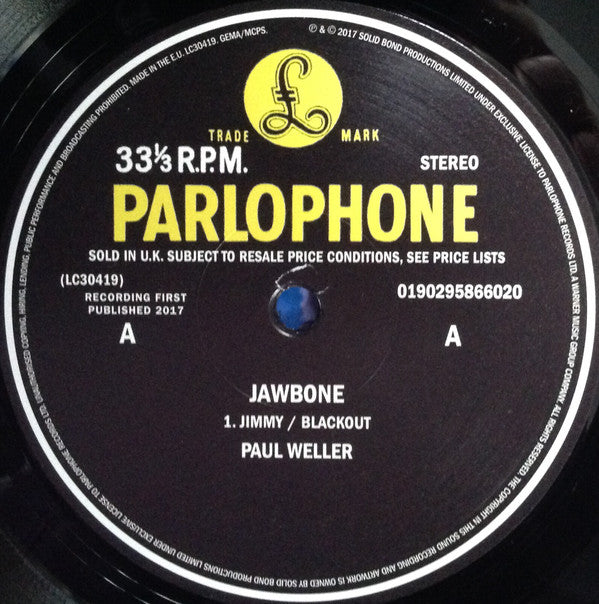 ℗ & © 2017 SOLID BOND PRODUCTIONS LIMITED UNDER EXCLUSIVE LICENSE TO PARLOPHONE RECORDS LTD. A WARNER MUSIC GROUP COMPANY. ALL RIGHTS RESERVED. THE COPYRIGHT IN THIS SOUND RECORDING AND ARTWORK IS OWNED BY SOLID BOND PRODUCTIONS LIMITED UNDER EXCLUSIVE LICENSE TO PARLOPHONE RECORDS LTD. UNAUTHORISED COPYING, HIRING, LENDING, PUBLIC PERFORMANCE AND BROADCASTING PROHIBITED. MADE IN THE E.U. LC30419. GEMA/MCPS.
£
TRADE MARK
33⅓ R.P.M. STEREO
PARLOPHONE
SOLD IN U.K. SUBJECT TO RESALE PRICE CONDITIONS, SEE PRICE LISTS
(LC30419) 0190295866020
RECORDING FIRST
PUBLISHED 2017
A A
JAWBONE
1. JIMMY / BLACKOUT
PAUL WELLER